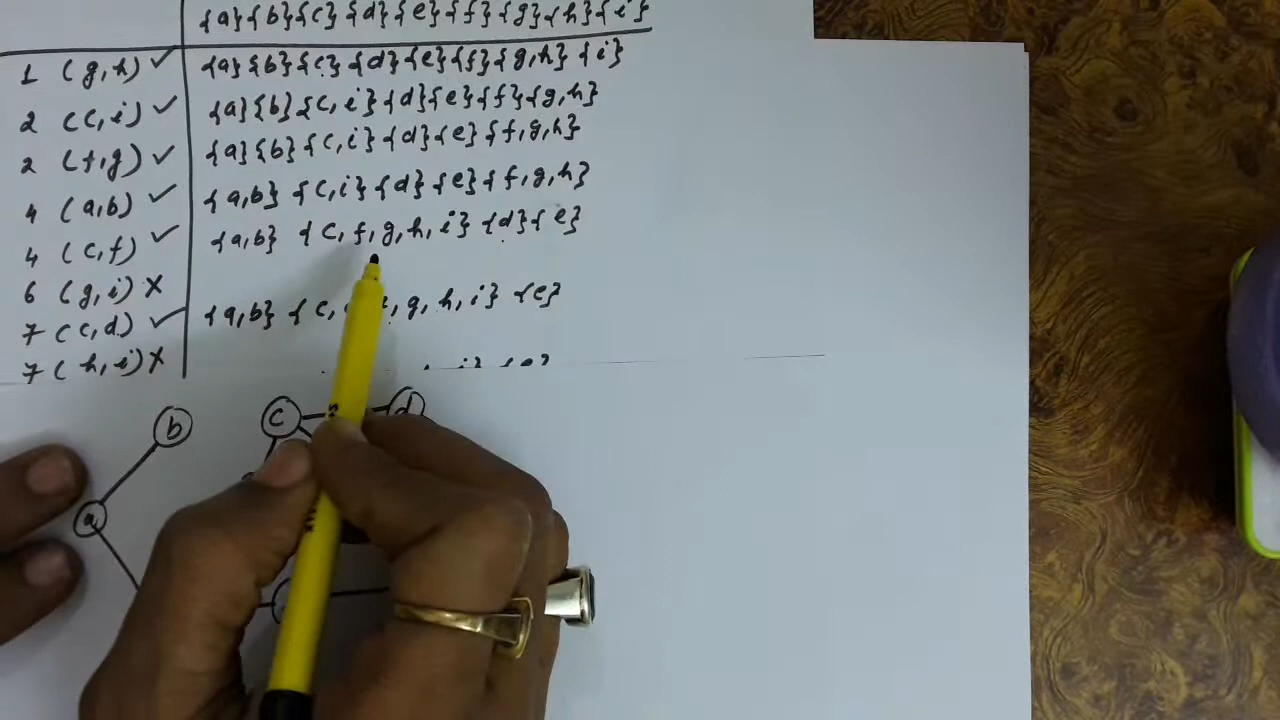 {a}{b}{c}{d}{e}{f}{g}{h}{i}
1 (g,h) ✓ {a}{b}{c}{d}{e}{f}{g,h}{i}
2 (c,i) ✓ {a}{b}{c,i}{d}{e}{f}{g,h}
2 (f,g) ✓ {a}{b}{c,i}{d}{e}{f,g,h}
4 (a,b) ✓ {a,b} {c,i}{d}{e}{f,g,h}
4 (c,f) ✓ {a,b} {c,f,g,h,i}{d}{e}
6 (g,i) ×
7 (c,d) ✓ {a,b} {c, , g, h, i} {e}
7 (h,i) ×
c d
b
a